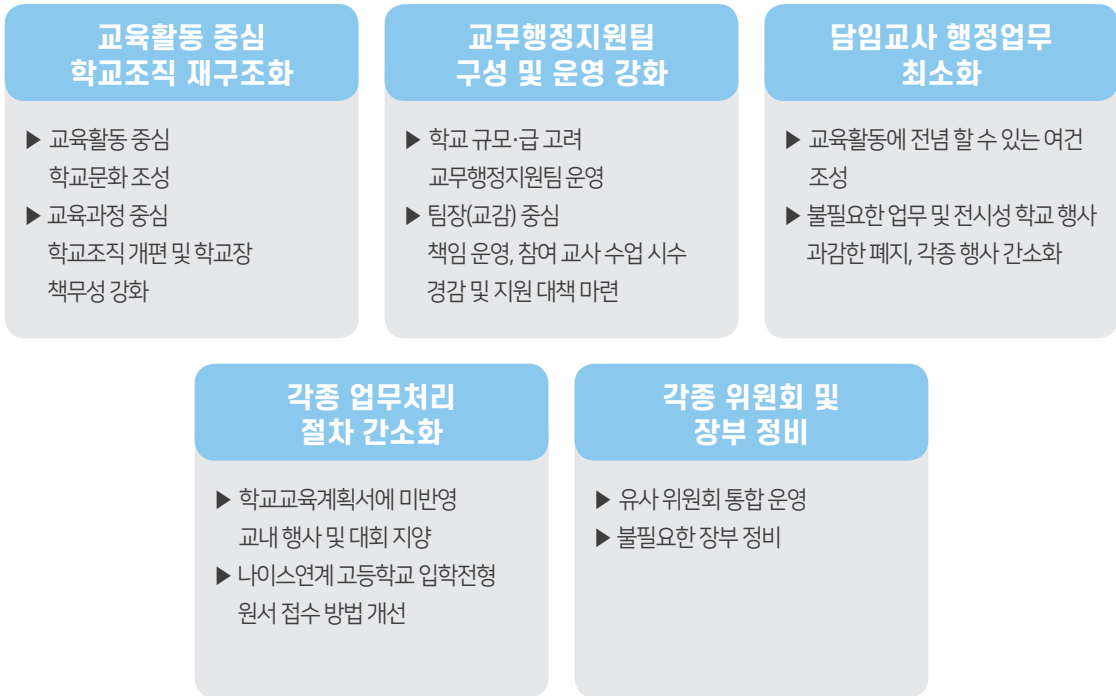 교육활동 중심
학교조직 재구조화
▶ 교육활동 중심
학교문화 조성
▶ 교육과정 중심
학교조직 개편 및 학교장
책무성 강화
교무행정지원팀
구성 및 운영 강화
▶ 학교 규모·급 고려
교무행정지원팀 운영
▶ 팀장(교감) 중심
책임 운영, 참여 교사 수업 시수
경감 및 지원 대책 마련
담임교사 행정업무
최소화
▶ 교육활동에 전념 할 수 있는 여건
조성
▶ 불필요한 업무 및 전시성 학교 행사
과감한 폐지, 각종 행사 간소화
각종 업무처리
절차 간소화
▶ 학교교육계획서에 미반영
교내 행사 및 대회 지양
▶ 나이스연계 고등학교 입학전형
원서 접수 방법 개선
각종 위원회 및
장부 정비
▶ 유사 위원회 통합 운영
▶ 불필요한 장부 정비